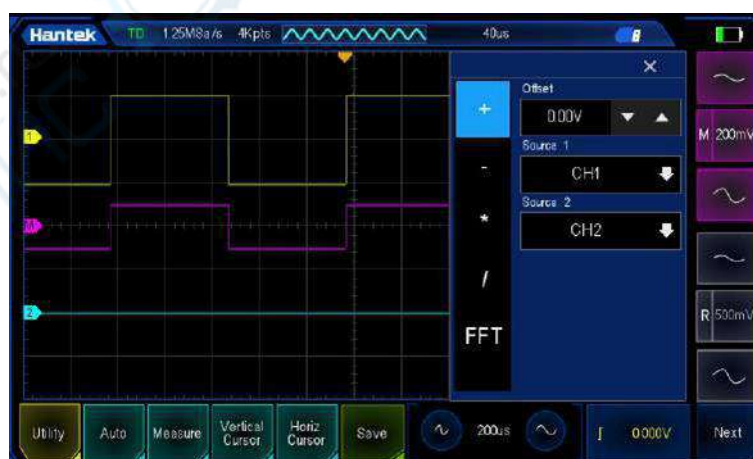 Hantek TD 1.25MSa/s 4Kpts 40us
Offset
+ 0.00V
M 200mV
Source 1
1
- CH1
Source 2
* CH2
M
/
2
R 500mV
FFT
Utility Auto Measure Vertical Cursor Horiz Cursor Save 200us 0.000V Next